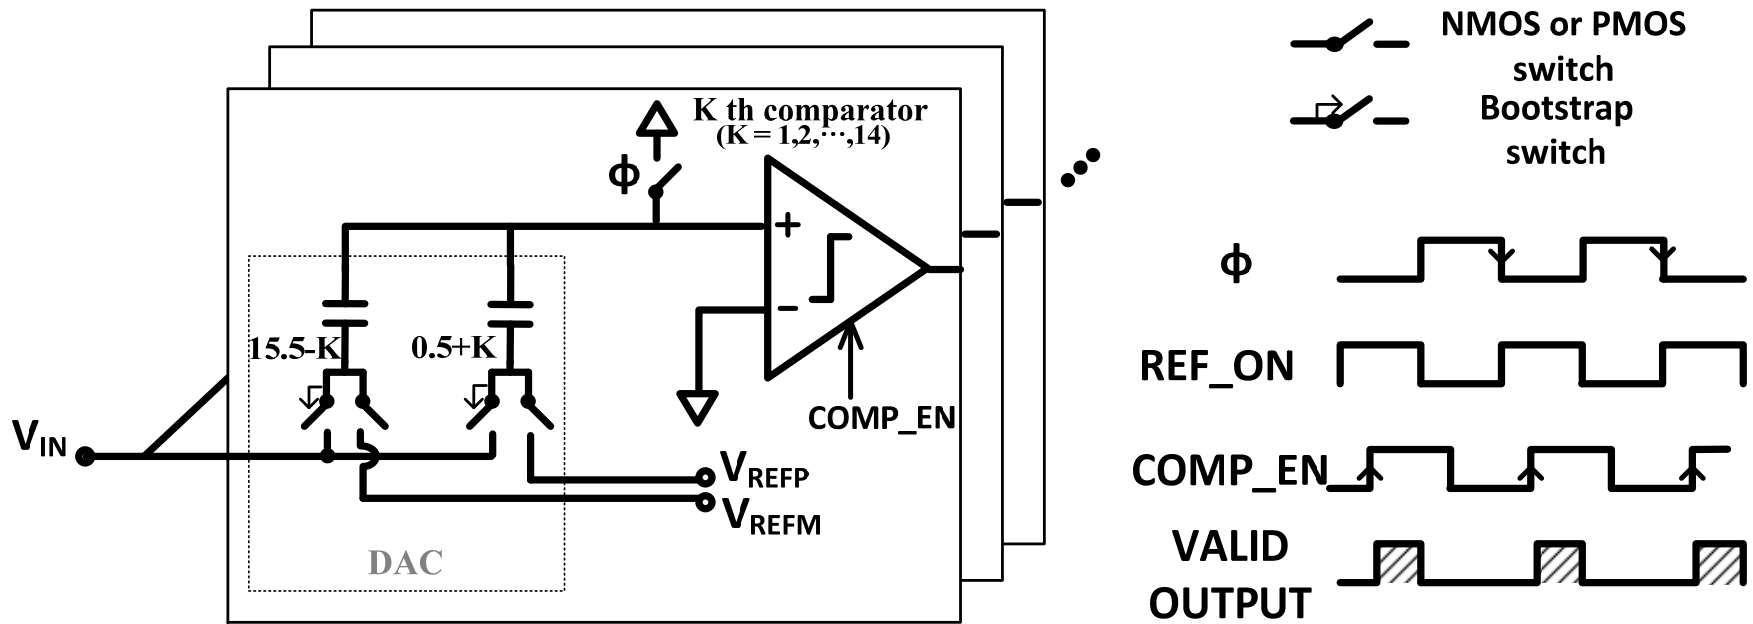 K th comparator
(K = 1,2,⋯,14)
ϕ
+
−
15.5-K
0.5+K
COMP_EN
VIN
VREFP
VREFM
DAC
NMOS or PMOS
switch
Bootstrap
switch
ϕ
REF_ON
COMP_EN
VALID
OUTPUT